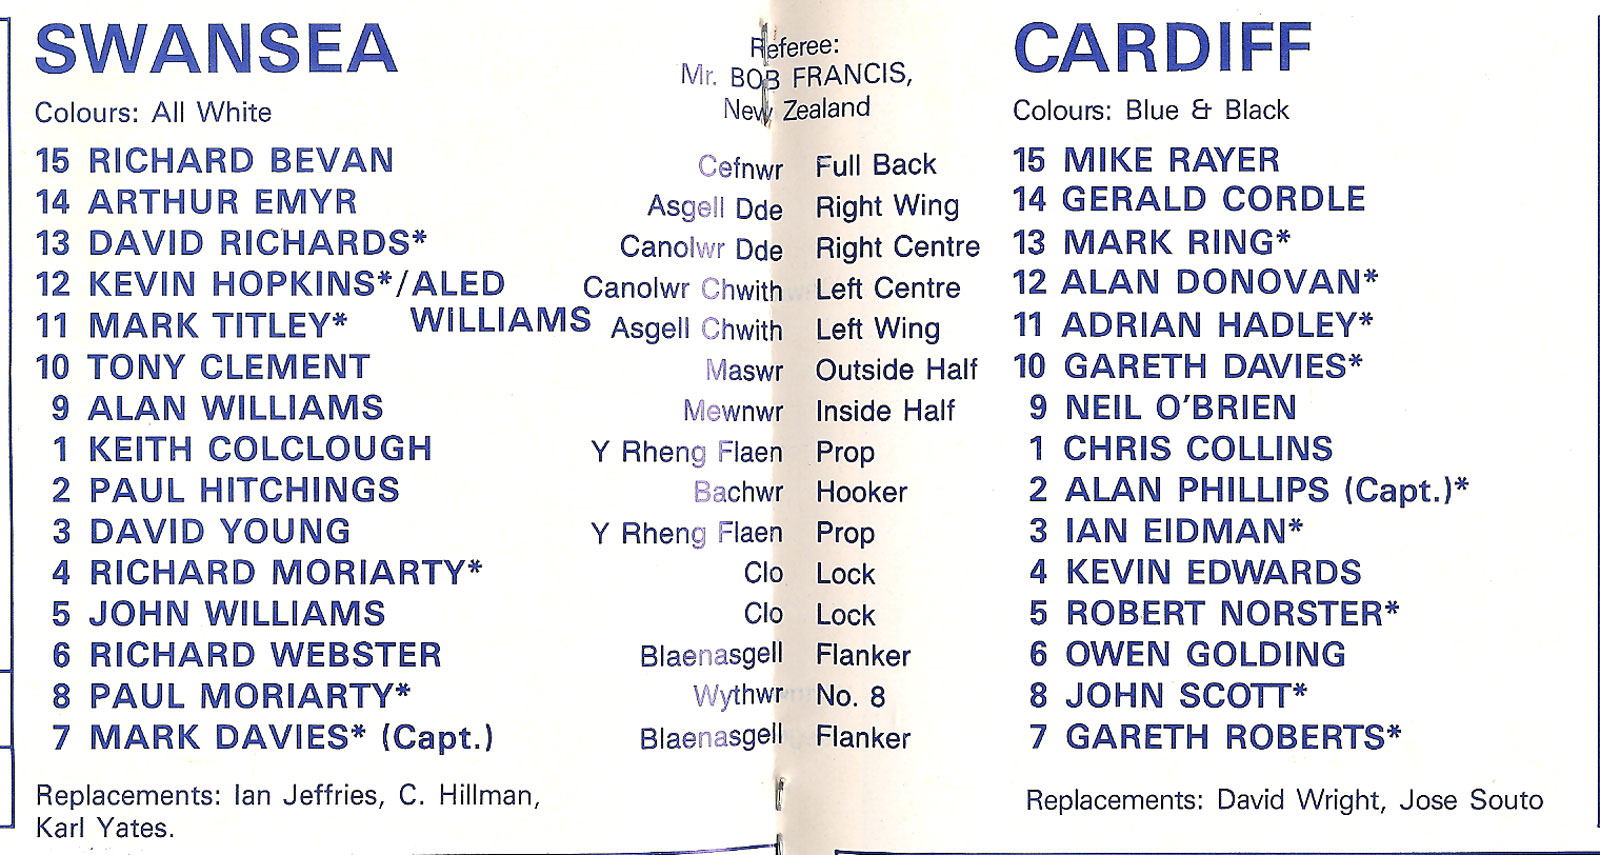 SWANSEA
Colours: All White
15 RICHARD BEVAN
14 ARTHUR EMYR
13 DAVID RICHARDS*
12 KEVIN HOPKINS*/ALED
WILLIAMS
11 MARK TITLEY*
10 TONY CLEMENT
9 ALAN WILLIAMS
1 KEITH COLCLOUGH
2 PAUL HITCHINGS
3 DAVID YOUNG
4 RICHARD MORIARTY*
5 JOHN WILLIAMS
6 RICHARD WEBSTER
8 PAUL MORIARTY*
7 MARK DAVIES* (Capt.)
Replacements: Ian Jeffries, C. Hillman,
Karl Yates.
Referee:
Mr. BOB FRANCIS,
New Zealand
Cefnwr Full Back
Asgell Dde Right Wing
Canolwr Dde Right Centre
Canolwr Chwith Left Centre
Asgell Chwith Left Wing
Maswr Outside Half
Mewnwr Inside Half
Y Rheng Flaen Prop
Bachwr Hooker
Y Rheng Flaen Prop
Clo Lock
Clo Lock
Blaenasgell Flanker
Wythwr No. 8
Blaenasgell Flanker
CARDIFF
Colours: Blue & Black
15 MIKE RAYER
14 GERALD CORDLE
13 MARK RING*
12 ALAN DONOVAN*
11 ADRIAN HADLEY*
10 GARETH DAVIES*
9 NEIL O'BRIEN
1 CHRIS COLLINS
2 ALAN PHILLIPS (Capt.)*
3 IAN EIDMAN*
4 KEVIN EDWARDS
5 ROBERT NORSTER*
6 OWEN GOLDING
8 JOHN SCOTT*
7 GARETH ROBERTS*
Replacements: David Wright, Jose Souto